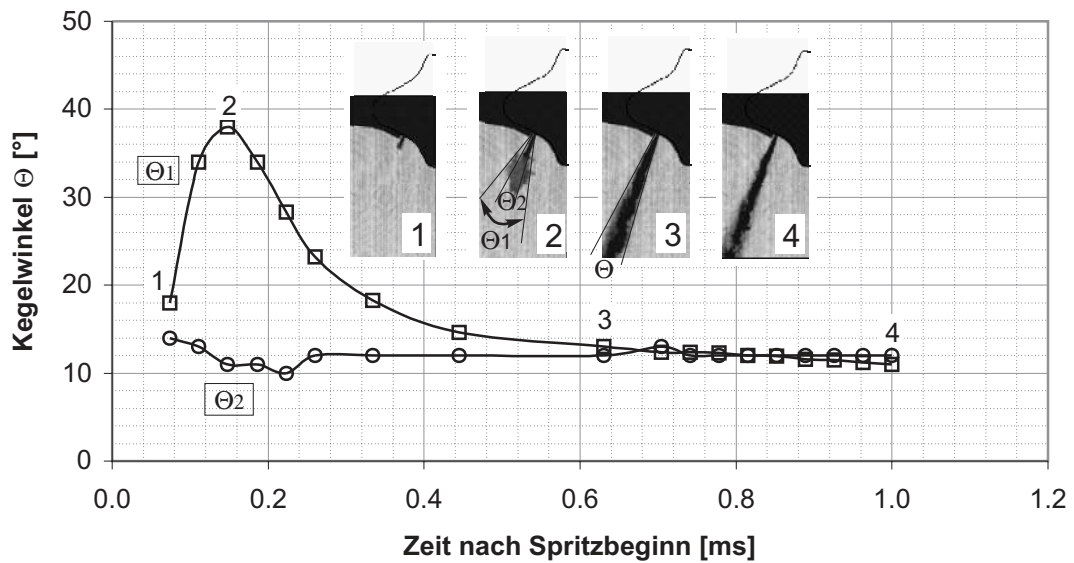 50
40
30
20
10
0
Kegelwinkel Θ [°]
0.0 0.2 0.4 0.6 0.8 1.0 1.2
Zeit nach Spritzbeginn [ms]
Θ1
Θ2
1
2
3
4
1
Θ2
Θ1
2
Θ
3
4